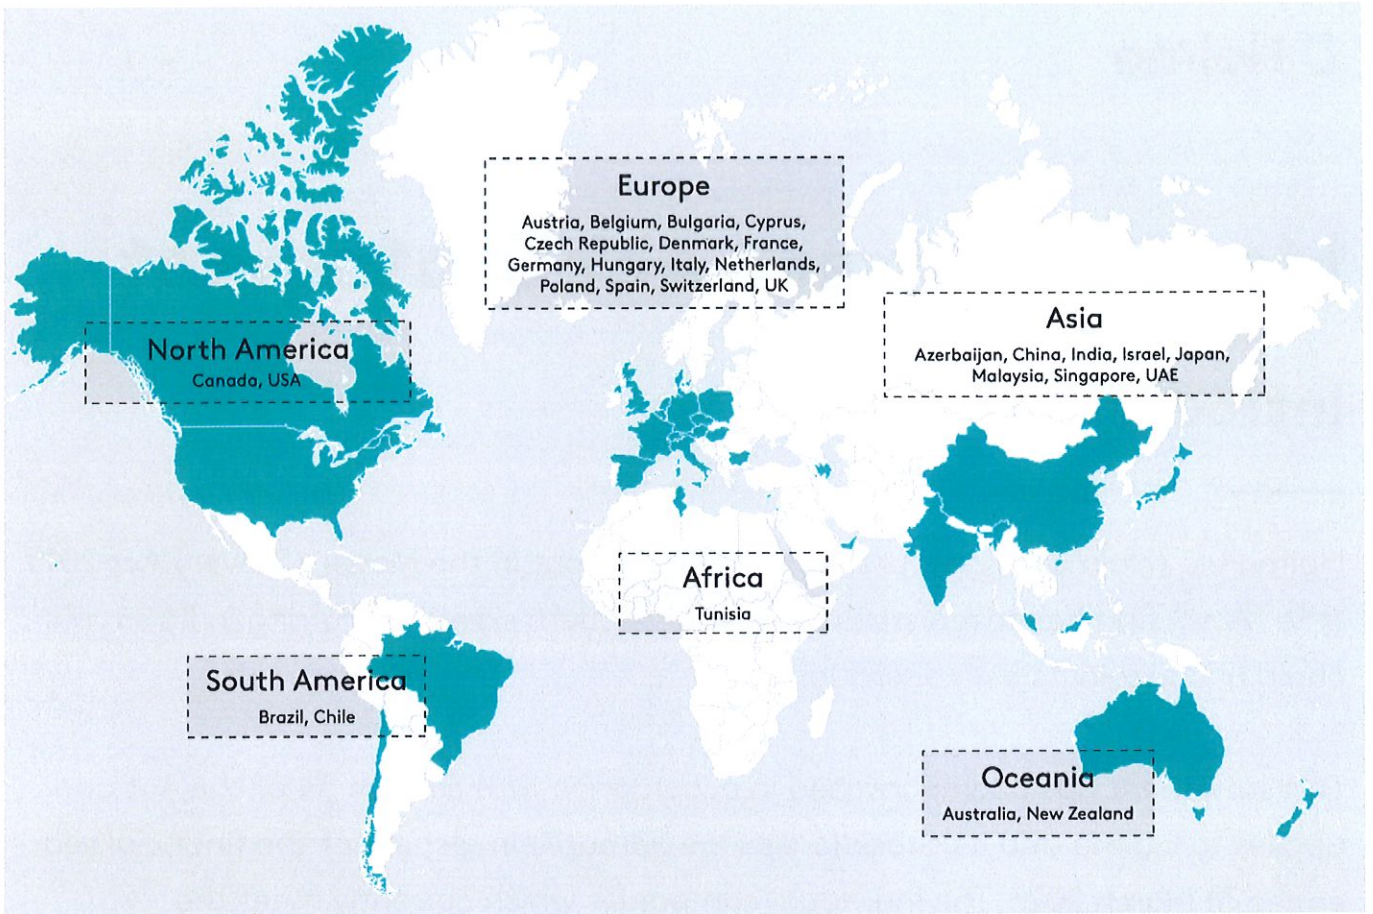 Europe
Austria, Belgium, Bulgaria, Cyprus,
Czech Republic, Denmark, France,
Germany, Hungary, Italy, Netherlands,
Poland, Spain, Switzerland, UK
Asia
Azerbaijan, China, India, Israel, Japan,
Malaysia, Singapore, UAE
North America
Canada, USA
Africa
Tunisia
South America
Brazil, Chile
Oceania
Australia, New Zealand